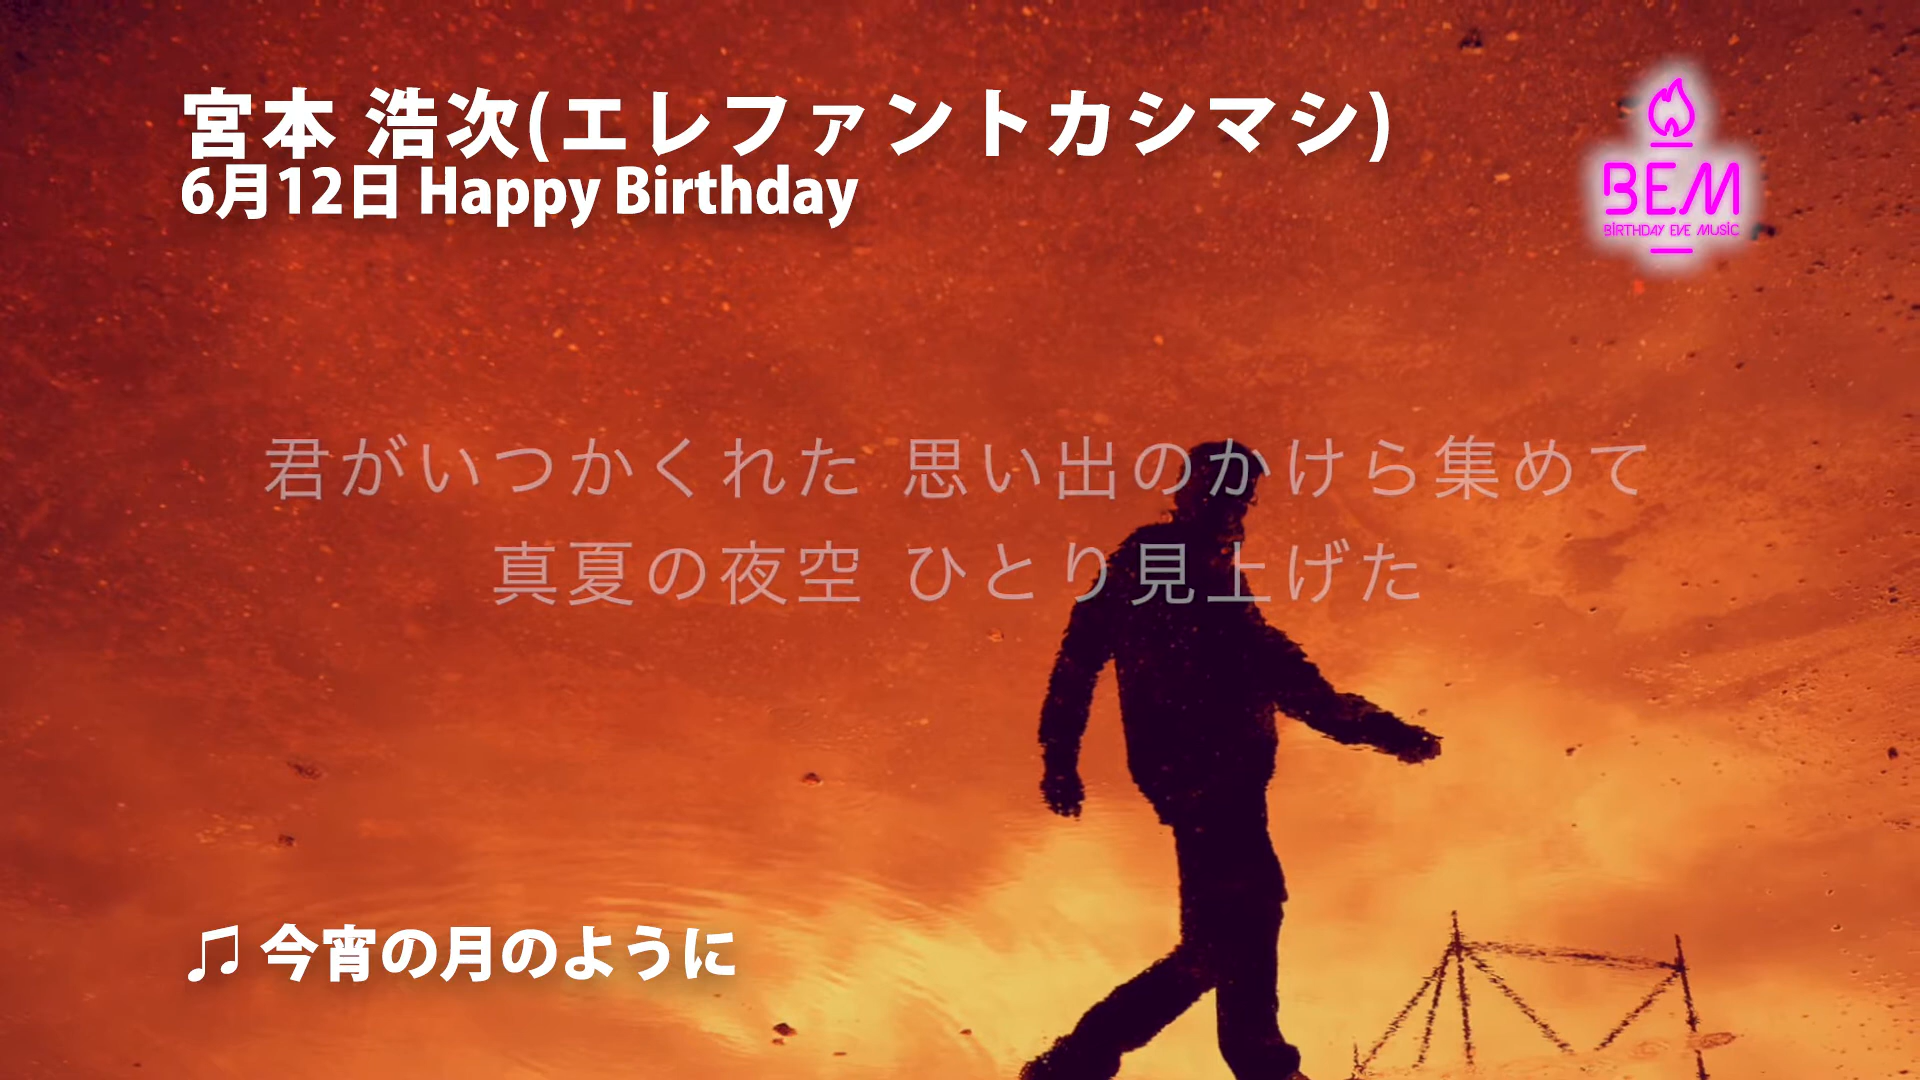 宮本 浩次(エレファントカシマシ)
6月12日 Happy Birthday
BEM
BIRTHDAY EVE MUSIC
君がいつかくれた 思い出のかけら集めて
真夏の夜空 ひとり見上げた
♫ 今宵の月のように